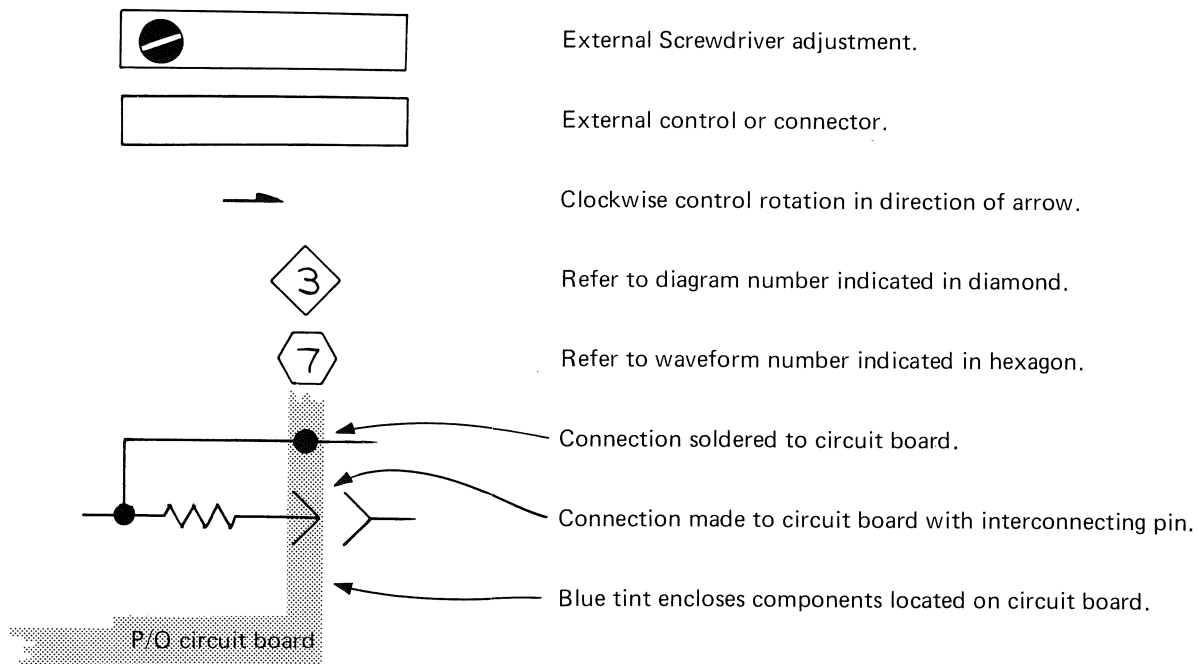 External Screwdriver adjustment.
External control or connector.
Clockwise control rotation in direction of arrow.
3
Refer to diagram number indicated in diamond.
7
Refer to waveform number indicated in hexagon.
Connection soldered to circuit board.
Connection made to circuit board with interconnecting pin.
Blue tint encloses components located on circuit board.
P/O circuit board